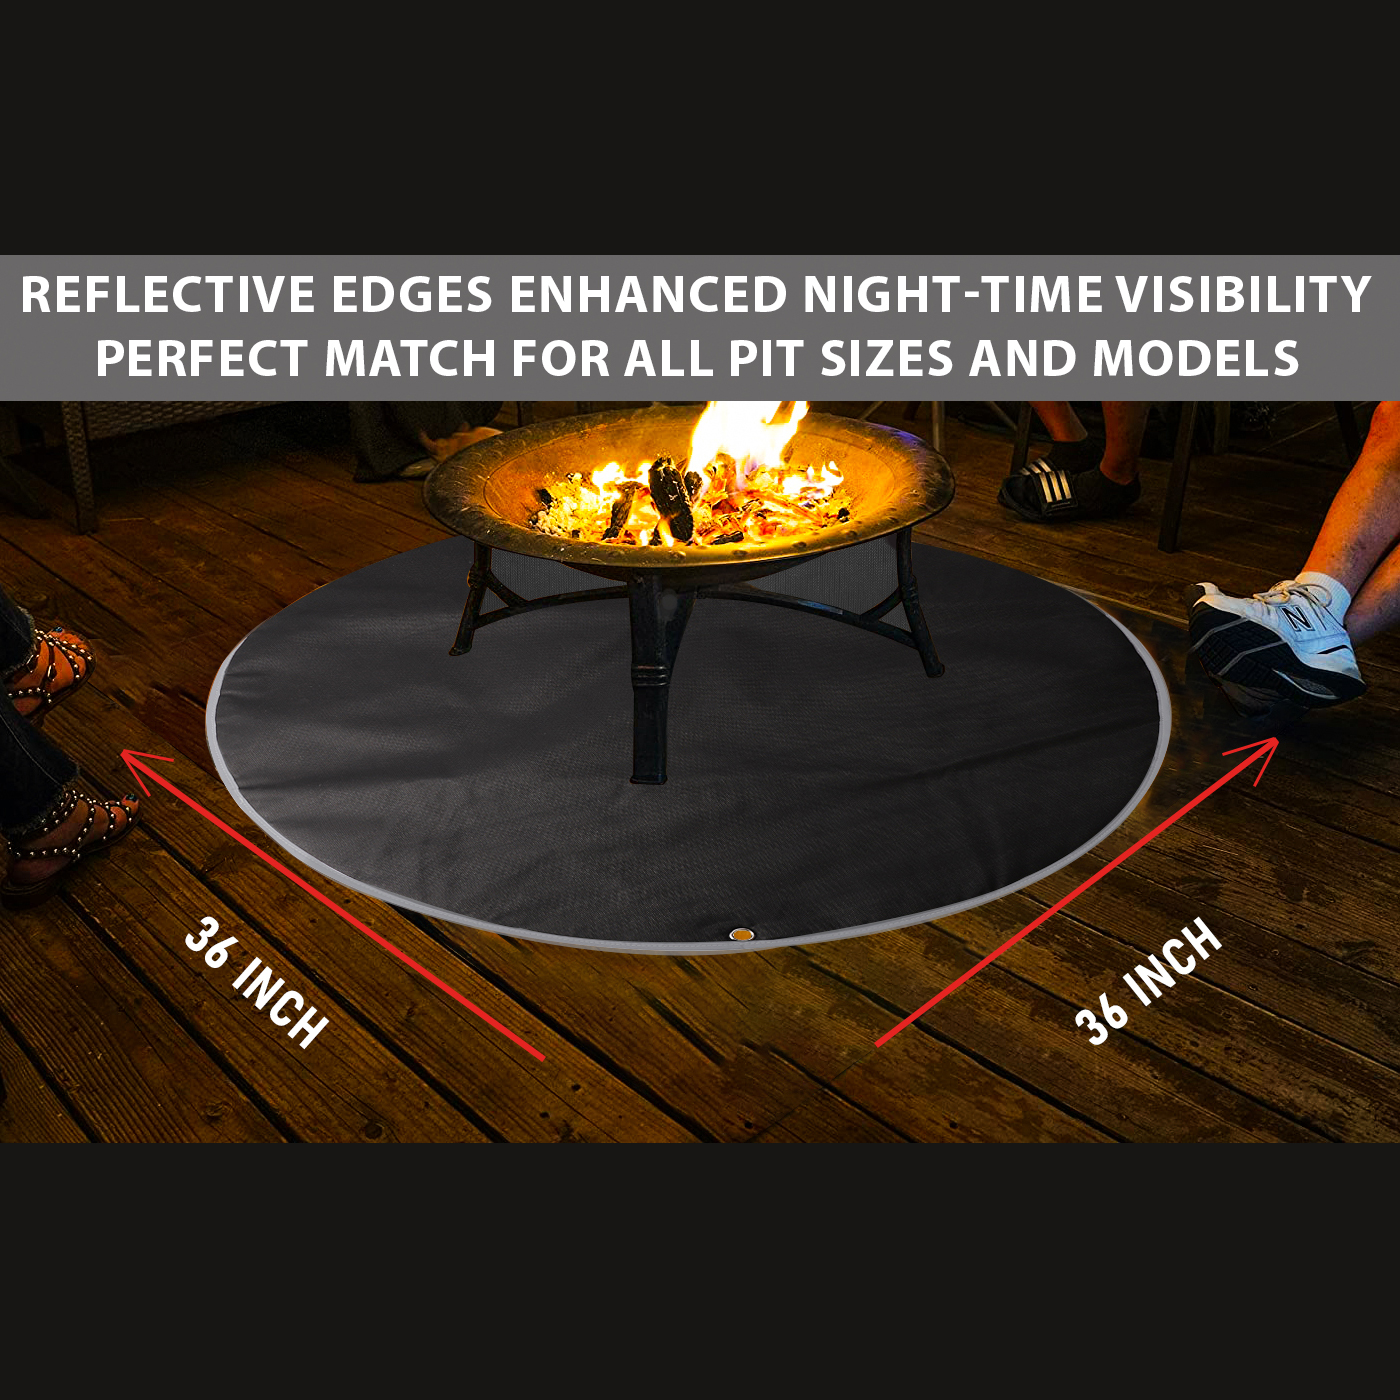 REFLECTIVE EDGES ENHANCED NIGHT-TIME VISIBILITY
PERFECT MATCH FOR ALL PIT SIZES AND MODELS
N
36 INCH
36 INCH